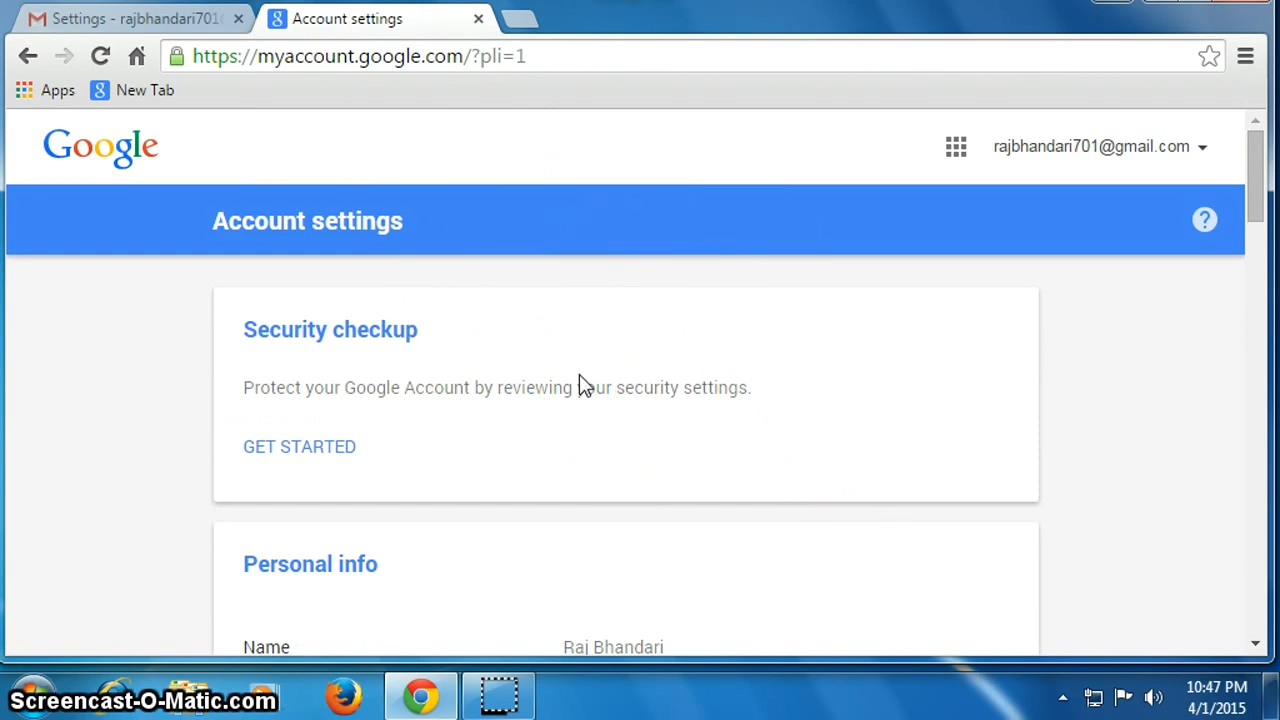 Settings - rajbhandari701
Account settings
https://myaccount.google.com/?pli=1
Apps
New Tab
Google
rajbhandari701@gmail.com
Account settings
?
Security checkup
Protect your Google Account by reviewing your security settings.
GET STARTED
Personal info
Name Raj Bhandari
Screencast-O-Matic.com
10:47 PM
4/1/2015